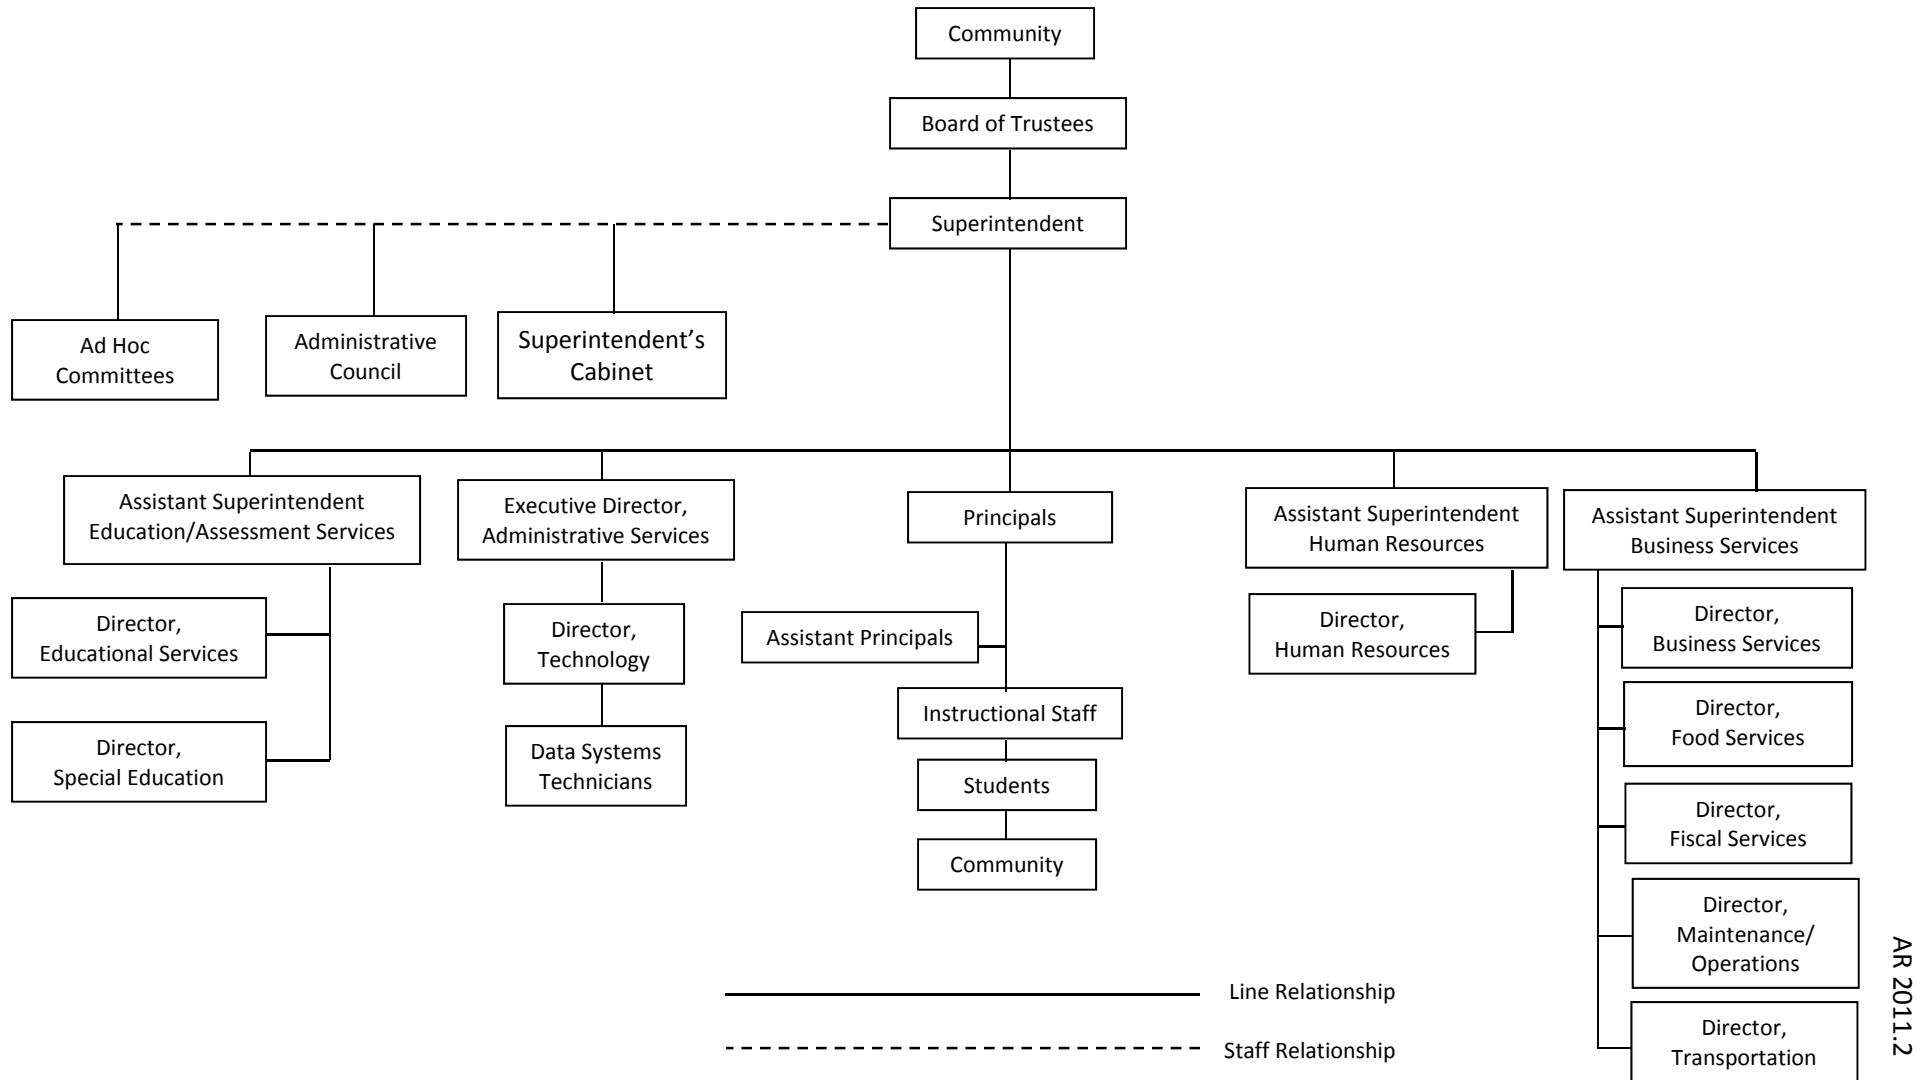 Community
Board of Trustees
Superintendent
Ad Hoc
Committees
Administrative
Council
Superintendent’s
Cabinet
Assistant Superintendent
Education/Assessment Services
Executive Director,
Administrative Services
Principals
Assistant Superintendent
Human Resources
Assistant Superintendent
Business Services
Director,
Educational Services
Director,
Special Education
Director,
Technology
Data Systems
Technicians
Assistant Principals
Instructional Staff
Students
Community
Director,
Human Resources
Director,
Business Services
Director,
Food Services
Director,
Fiscal Services
Director,
Maintenance/
Operations
Director,
Transportation
Line Relationship
Staff Relationship
AR 2011.2